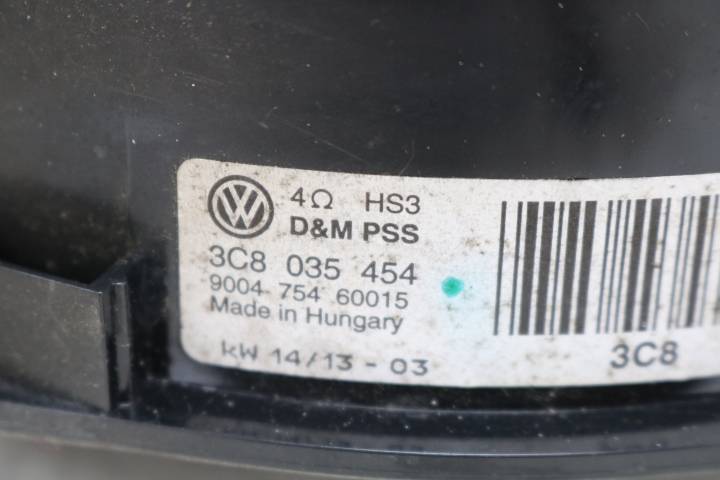 4Ω HS3
D&M PSS
3C8 035 454
9004 754 60015
Made in Hungary
KW 14/13 - 03
3C8